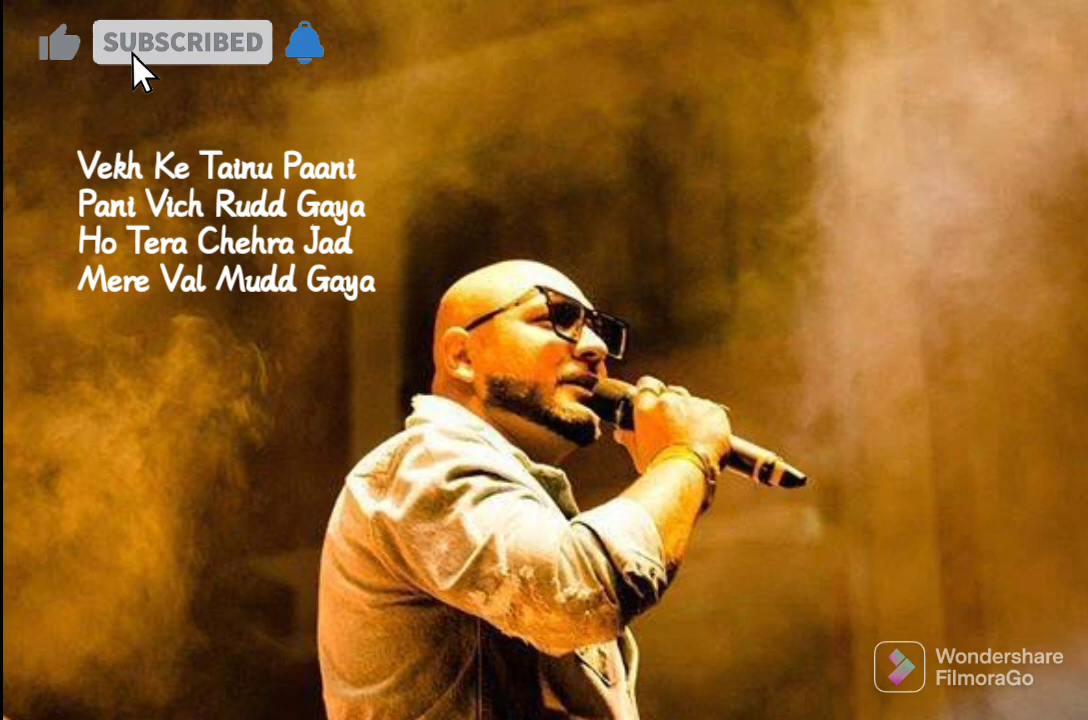 SUBSCRIBED
Vekh Ke Tainu Paani
Pani Vich Rudd Gaya
Ho Tera Chehra Jad
Mere Val Mudd Gaya
Wondershare
FilmoraGo